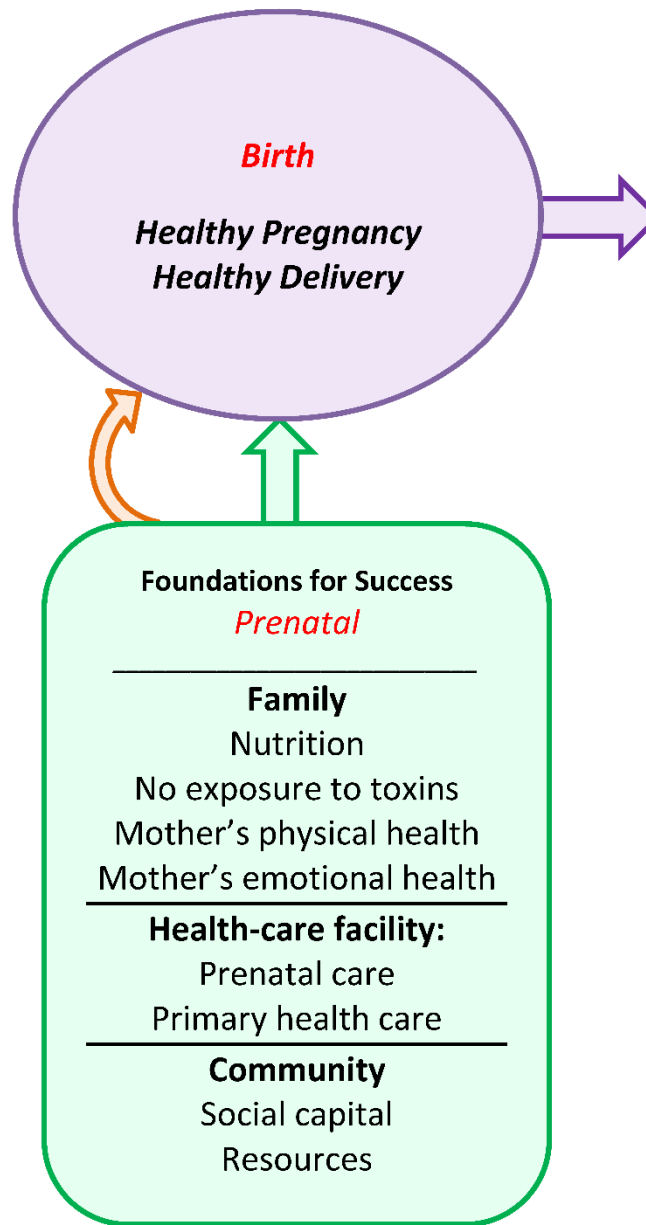 Birth
Healthy Pregnancy
Healthy Delivery
Foundations for Success
Prenatal
Family
Nutrition
No exposure to toxins
Mother’s physical health
Mother’s emotional health
Health-care facility:
Prenatal care
Primary health care
Community
Social capital
Resources